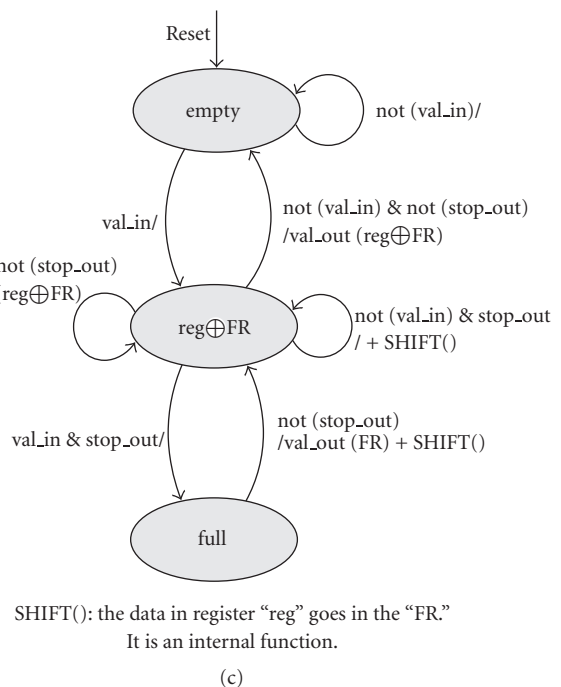 Reset
empty
not (val_in)/
val_in/
not (val_in) & not (stop_out)
/val_out (reg⊕FR)
not (stop_out)
(reg⊕FR)
reg⊕FR
not (val_in) & stop_out
/ + SHIFT()
val_in & stop_out/
not (stop_out)
/val_out (FR) + SHIFT()
full
SHIFT(): the data in register “reg” goes in the “FR.”
It is an internal function.
(c)